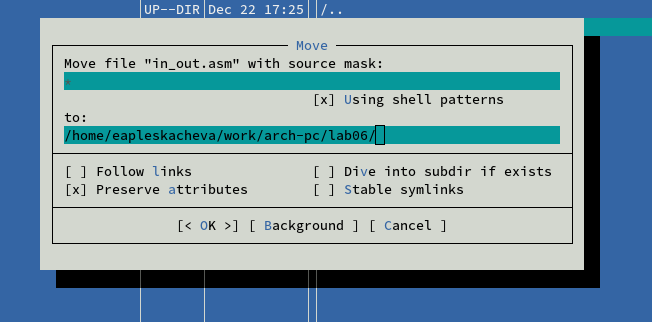 UP--DIR Dec 22 17:25 /..
Move
Move file "in_out.asm" with source mask:
*
[x] Using shell patterns
to:
/home/eapleskacheva/work/arch-pc/lab06/
[ ] Follow links [ ] Dive into subdir if exists
[x] Preserve attributes [ ] Stable symlinks
[< OK >] [ Background ] [ Cancel ]